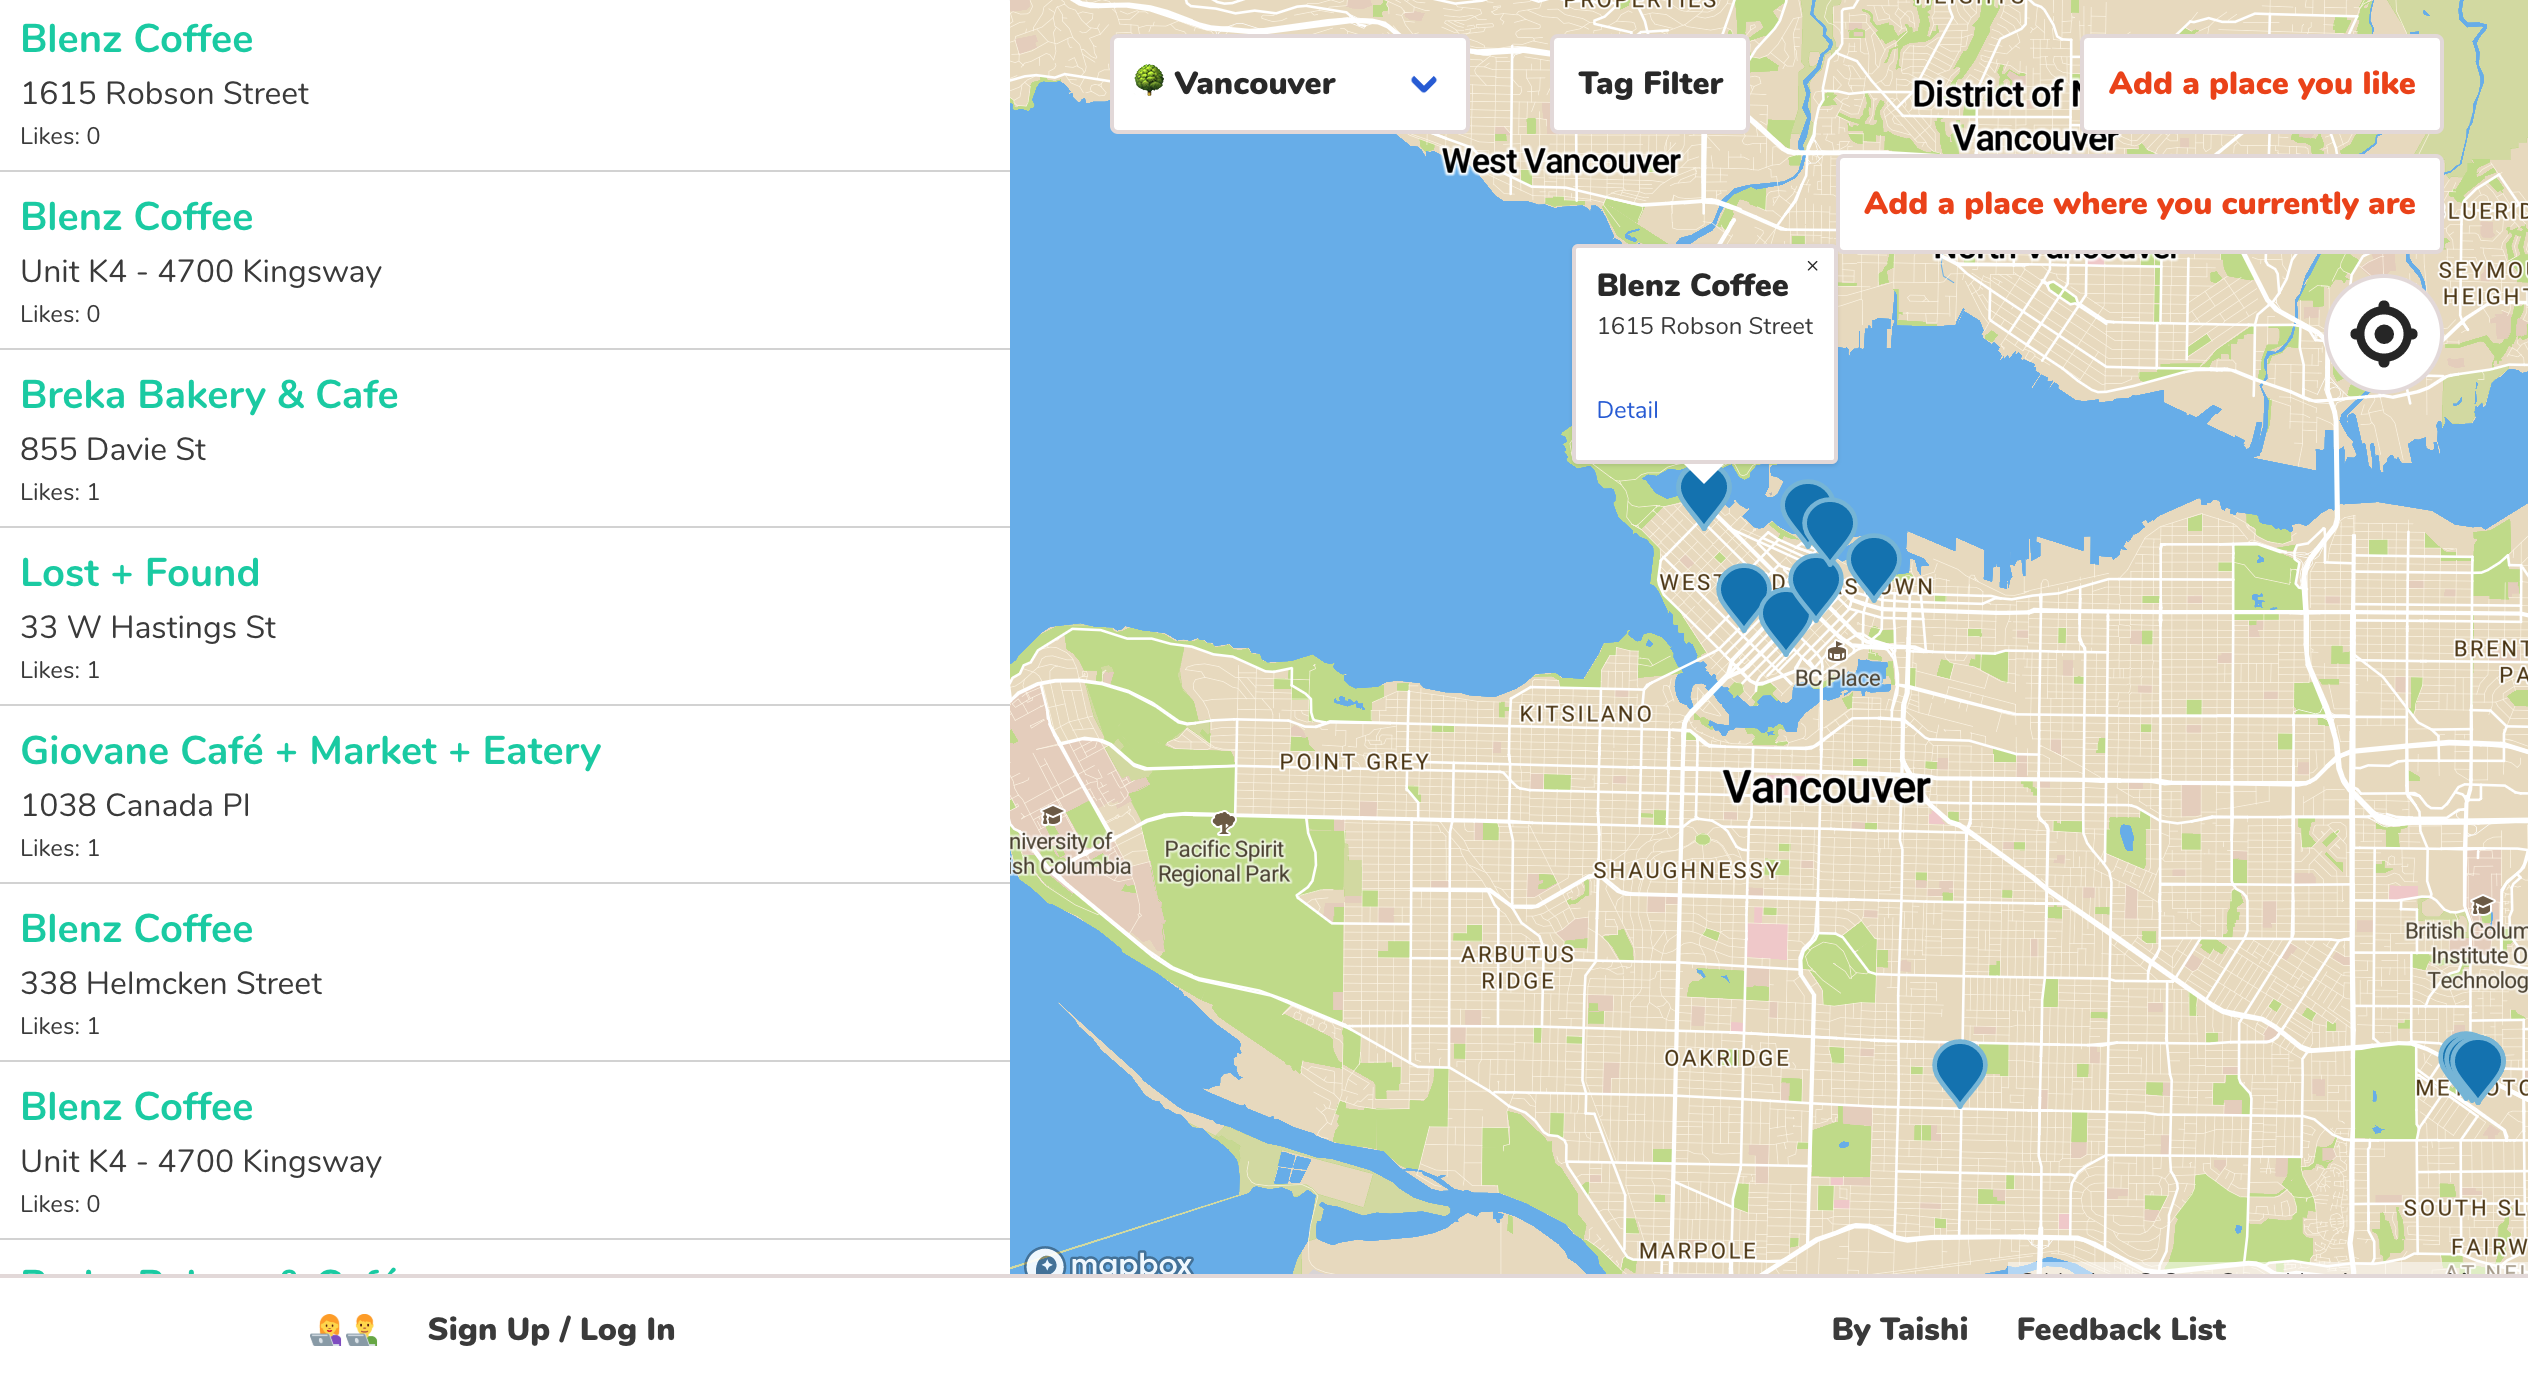 Blenz Coffee
1615 Robson Street
Likes: 0
Blenz Coffee
Unit K4 - 4700 Kingsway
Likes: 0
Breka Bakery & Cafe
855 Davie St
Likes: 1
Lost + Found
33 W Hastings St
Likes: 1
Giovane Café + Market + Eatery
1038 Canada Pl
Likes: 1
Blenz Coffee
338 Helmcken Street
Likes: 1
Blenz Coffee
Unit K4 - 4700 Kingsway
Likes: 0
Vancouver
Tag Filter
Add a place you like
Add a place where you currently are
PROPERTIES
HEIGHTS
District of N
Vancouver
West Vancouver
North Vancouver
LUERID
SEYMO
HEIGHT
Blenz Coffee
×
1615 Robson Street
Detail
WEST D
STOWN
BC Place
BRENT
PA
KITSILANO
POINT GREY
Vancouver
niversity of
ish Columbia
Pacific Spirit
Regional Park
SHAUGHNESSY
British Colum
Institute O
Technolog
ARBUTUS
RIDGE
OAKRIDGE
ME OTO
SOUTH SL
MARPOLE
FAIRW
AT NEL
mapbox
Sign Up / Log In
By Taishi
Feedback List